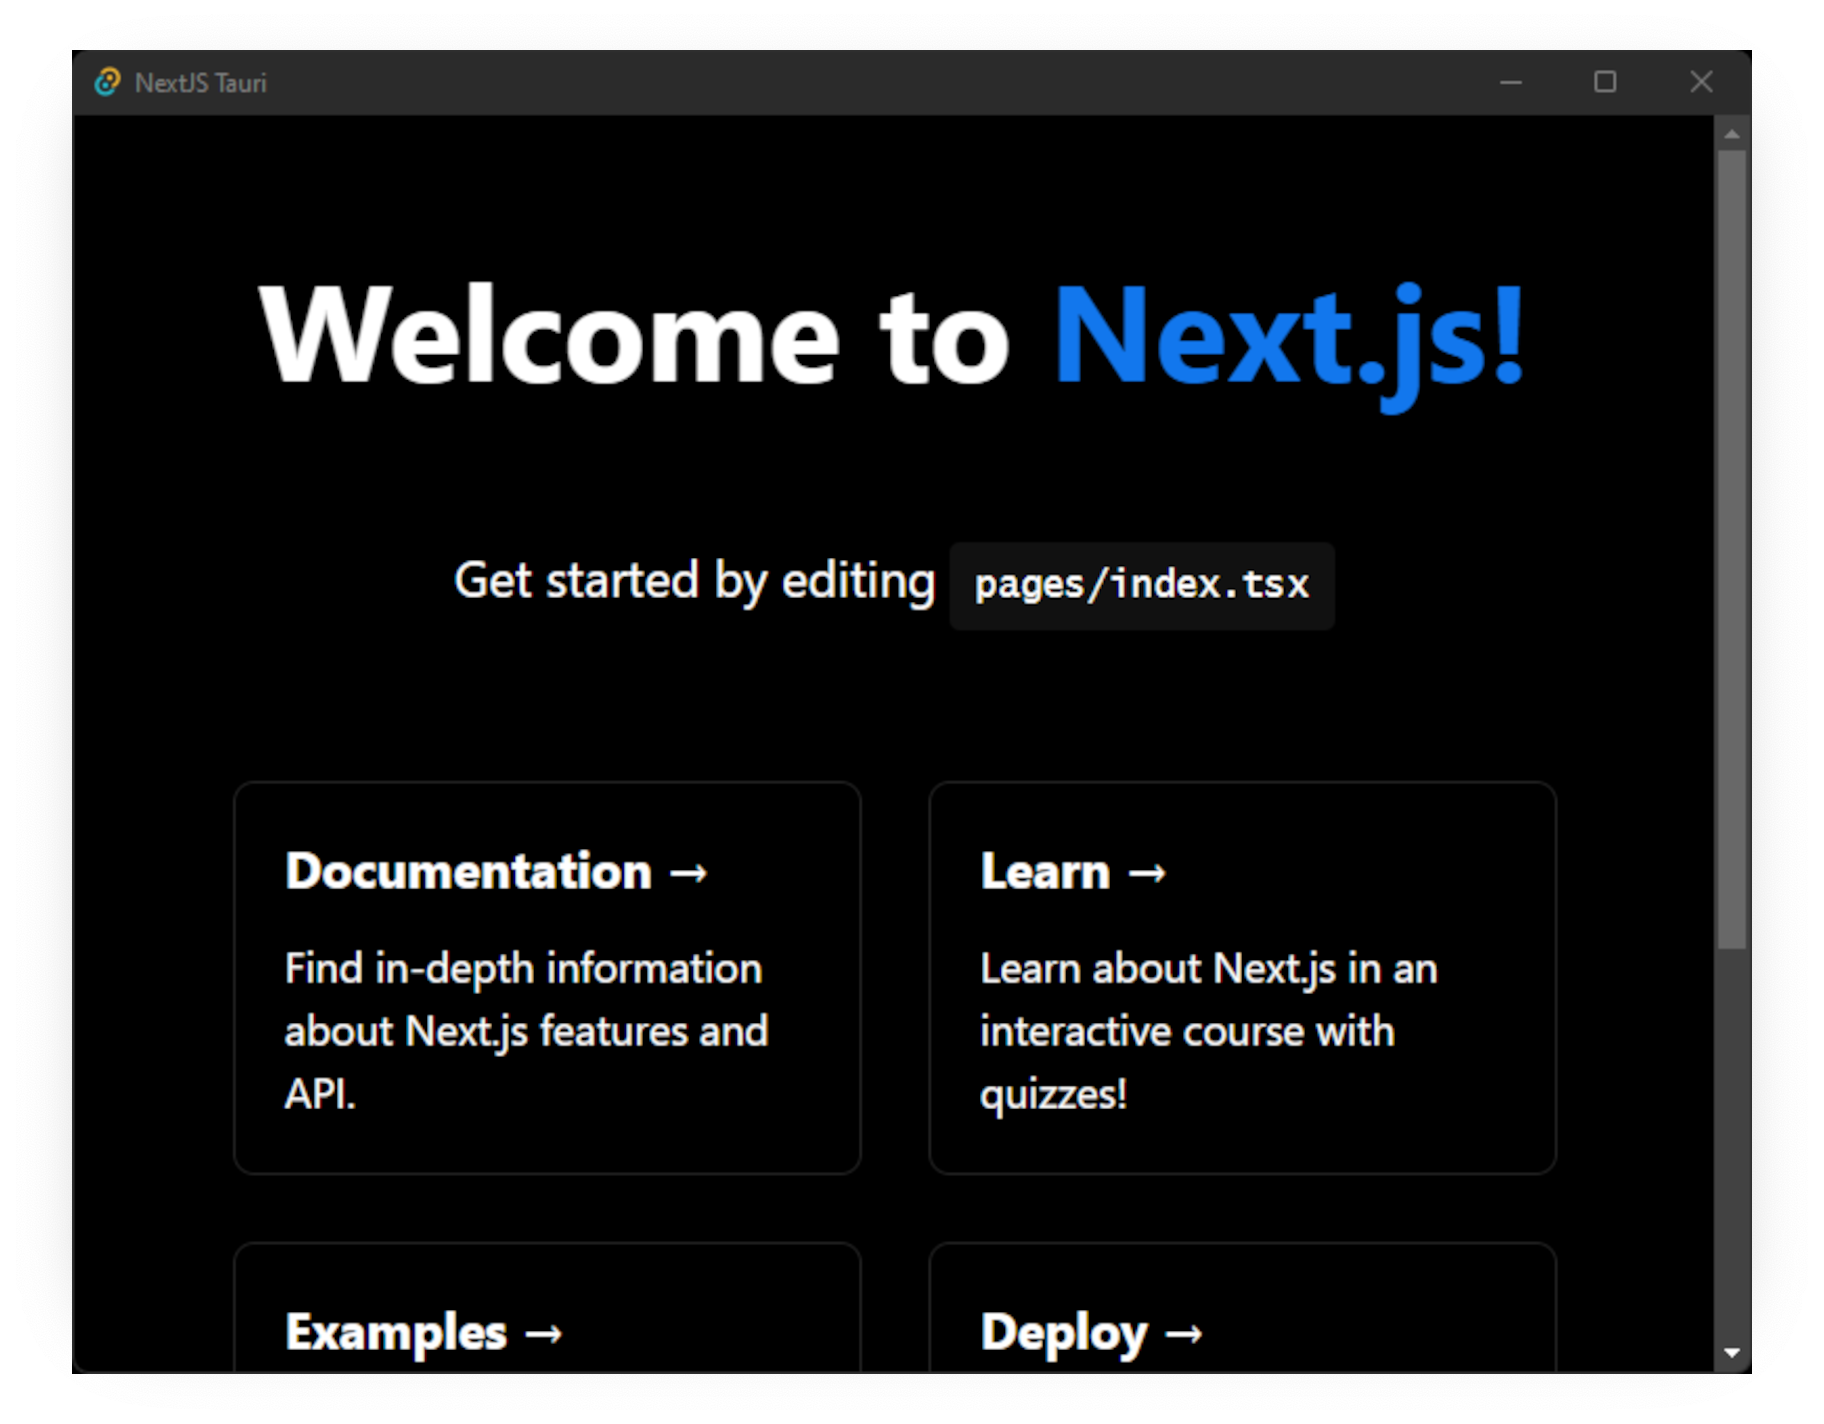 NextJS Tauri
Welcome to Next.js!
Get started by editing pages/index.tsx
Documentation →
Find in-depth information
about Next.js features and
API.
Learn →
Learn about Next.js in an
interactive course with
quizzes!
Examples →
Deploy →